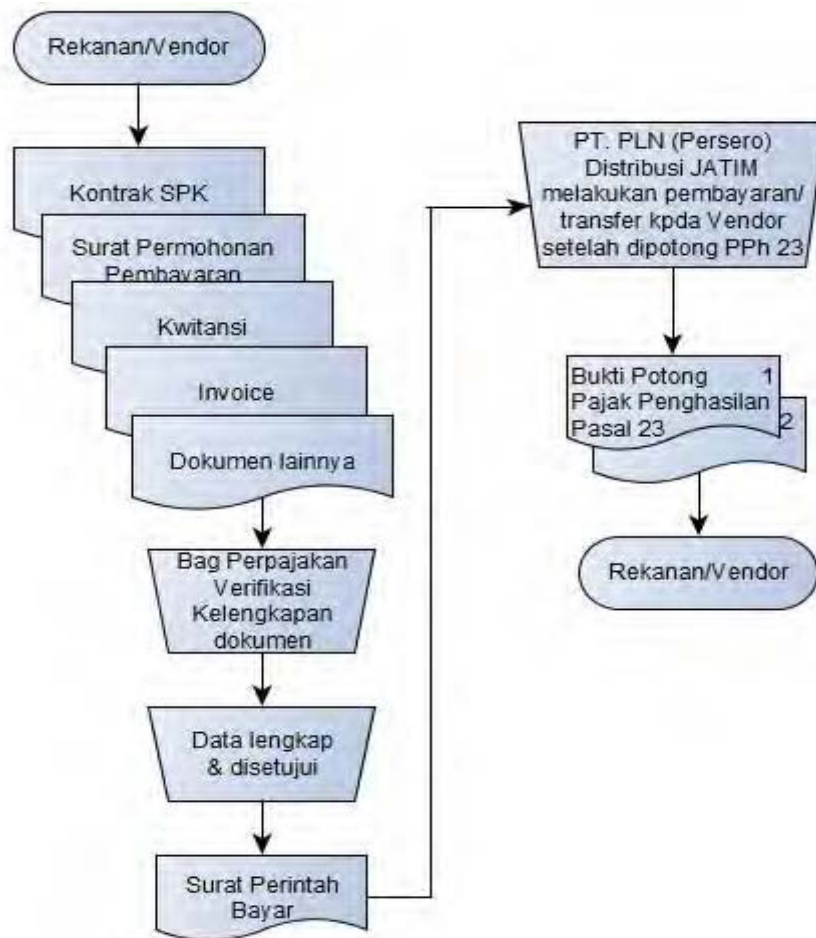 Rekanan/Vendor
Kontrak SPK
Surat Permohonan
Pembayaran
Kwitansi
Invoice
Dokumen lainnya
Bag Perpajakan
Verifikasi
Kelengkapan
dokumen
Data lengkap
& disetujui
Surat Perintah
Bayar
PT. PLN (Persero)
Distribusi JATIM
melakukan pembayaran/
transfer kpda Vendor
setelah dipotong PPh 23
Bukti Potong 1
Pajak Penghasilan
Pasal 23 2
Rekanan/Vendor